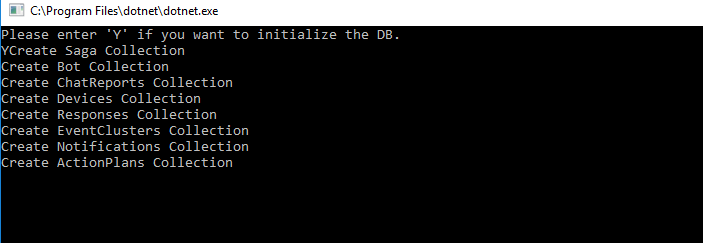 C:\Program Files\dotnet\dotnet.exe
Please enter 'Y' if you want to initialize the DB.
YCreate Saga Collection
Create Bot Collection
Create ChatReports Collection
Create Devices Collection
Create Responses Collection
Create EventClusters Collection
Create Notifications Collection
Create ActionPlans Collection